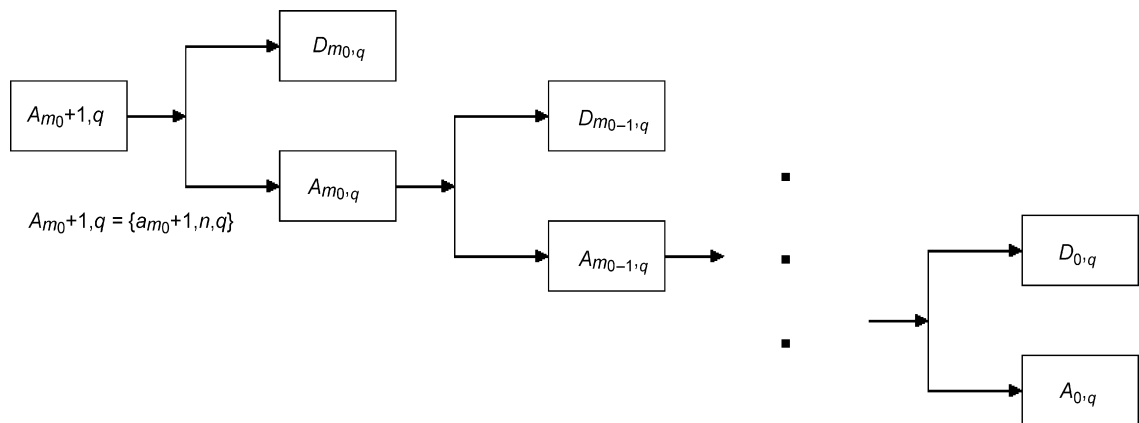 Dm₀,q
Am₀+1,q
Dm₀₋₁,q
Am₀,q
Am₀+1,q = {am₀+1,n,q}
Am₀₋₁,q
D₀,q
A₀,q